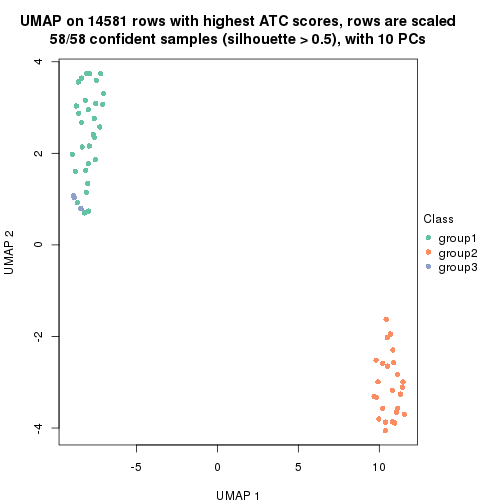 UMAP on 14581 rows with highest ATC scores, rows are scaled
58/58 confident samples (silhouette > 0.5), with 10 PCs
4
2
0
-2
-4
UMAP 2
-5
0
5
10
UMAP 1
Class
group1
group2
group3